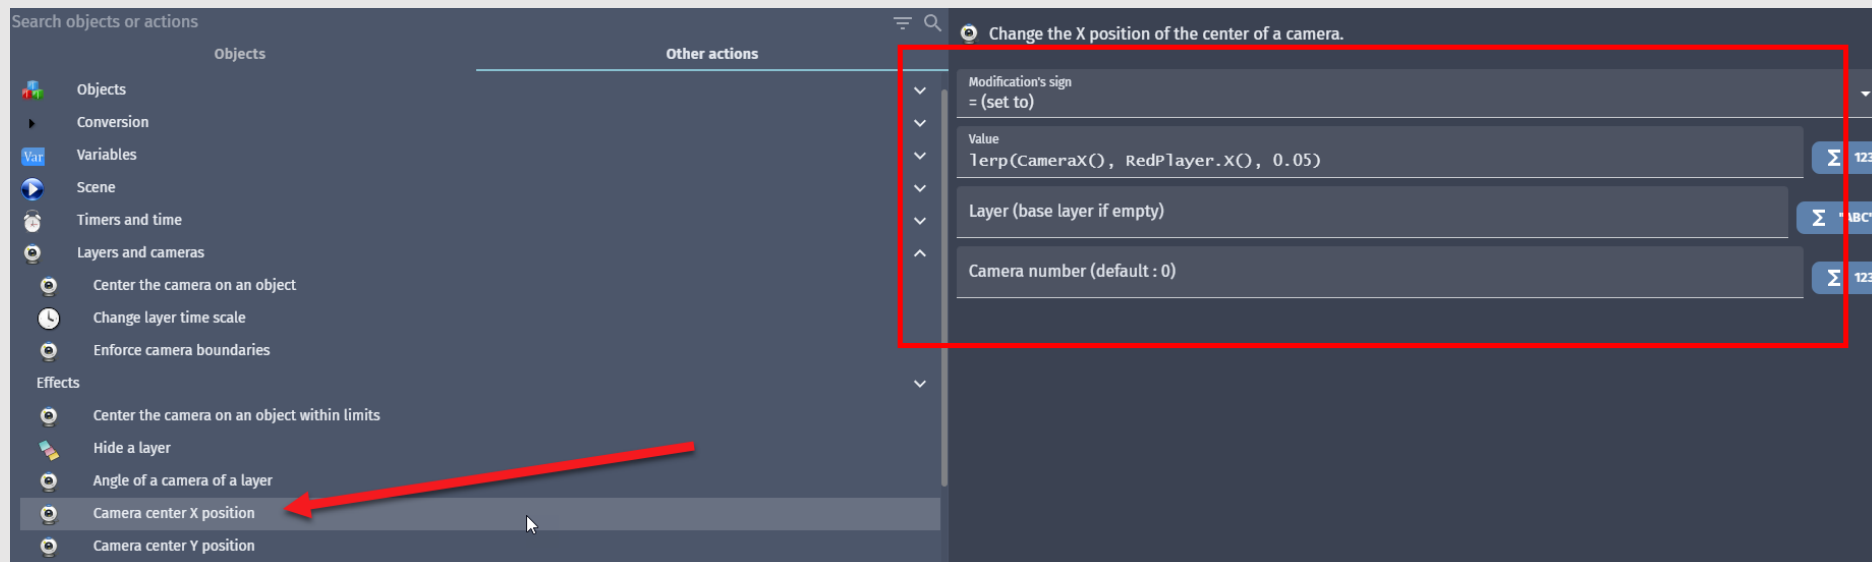 Search objects or actions
Objects
Other actions
Objects
Conversion
Var
Variables
Scene
Timers and time
Layers and cameras
Center the camera on an object
Change layer time scale
Enforce camera boundaries
Effects
Center the camera on an object within limits
Hide a layer
Angle of a camera of a layer
Camera center X position
Camera center Y position
Change the X position of the center of a camera.
Modification's sign
= (set to)
Value
lerp(CameraX(), RedPlayer.X(), 0.05)
Σ 123
Layer (base layer if empty)
Σ "ABC"
Camera number (default : 0)
Σ 123